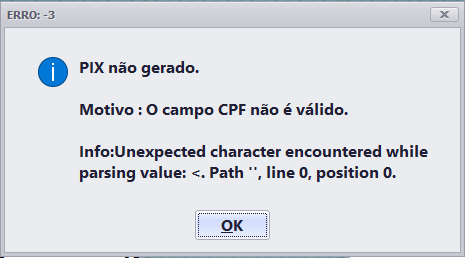 ERRO: -3
PIX não gerado.
Motivo : O campo CPF não é válido.
Info:Unexpected character encountered while
parsing value: <. Path '', line 0, position 0.
OK